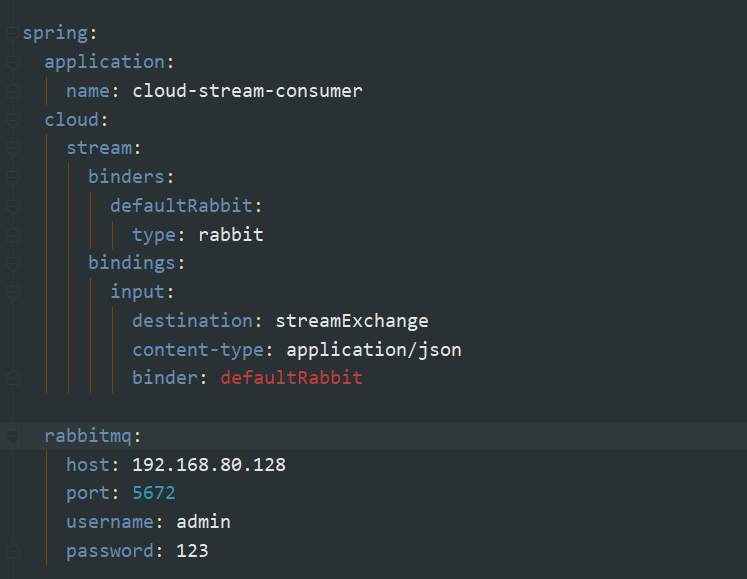 spring:
  application:
    name: cloud-stream-consumer
  cloud:
    stream:
      binders:
        defaultRabbit:
          type: rabbit
      bindings:
        input:
          destination: streamExchange
          content-type: application/json
          binder: defaultRabbit

  rabbitmq:
    host: 192.168.80.128
    port: 5672
    username: admin
    password: 123